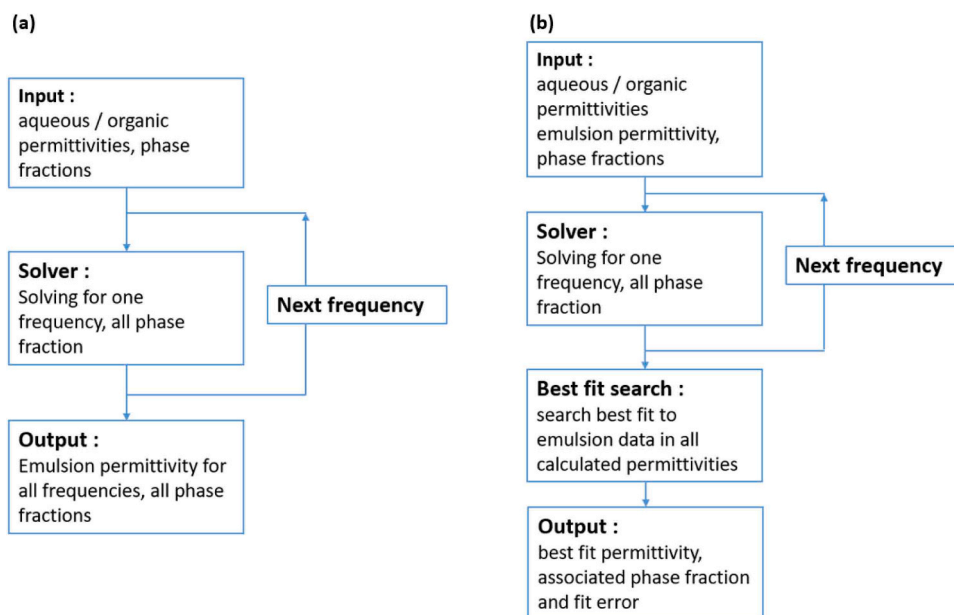 (a)
Input :
aqueous / organic
permittivities, phase
fractions
Solver :
Solving for one
frequency, all phase
fraction
Next frequency
Output :
Emulsion permittivity for
all frequencies, all phase
fractions
(b)
Input :
aqueous / organic
permittivities
emulsion permittivity,
phase fractions
Solver :
Solving for one
frequency, all phase
fraction
Next frequency
Best fit search :
search best fit to
emulsion data in all
calculated permittivities
Output :
best fit permittivity,
associated phase fraction
and fit error